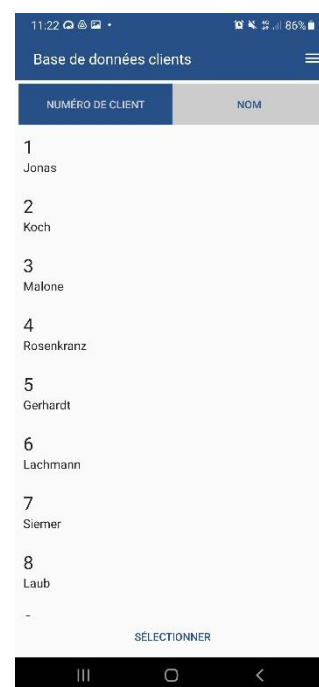 11:22 86%
Base de données clients
NUMÉRO DE CLIENT NOM
1
Jonas
2
Koch
3
Malone
4
Rosenkranz
5
Gerhardt
6
Lachmann
7
Siemer
8
Laub
SÉLECTIONNER